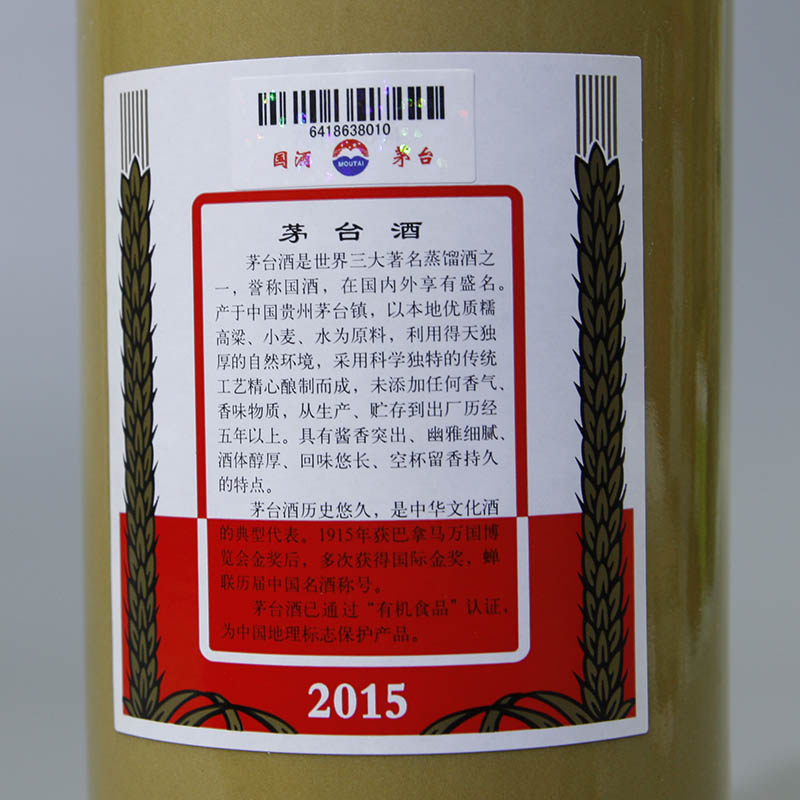 6418638010
国酒 MOUTAI 茅台
茅台酒
茅台酒是世界三大著名蒸馏酒之
一，誉称国酒，在国内外享有盛名。
产于中国贵州茅台镇，以本地优质糯
高粱、小麦、水为原料，利用得天独
厚的自然环境，采用科学独特的传统
工艺精心酿制而成，未添加任何香气、
香味物质，从生产、贮存到出厂历经
五年以上。具有酱香突出、幽雅细腻、
酒体醇厚、回味悠长、空杯留香持久
的特点。
茅台酒历史悠久，是中华文化酒
的典型代表。1915年获巴拿马万国博
览会金奖后，多次获得国际金奖，蝉
联历届中国名酒称号。
茅台酒已通过“有机食品”认证，
为中国地理标志保护产品。
2015